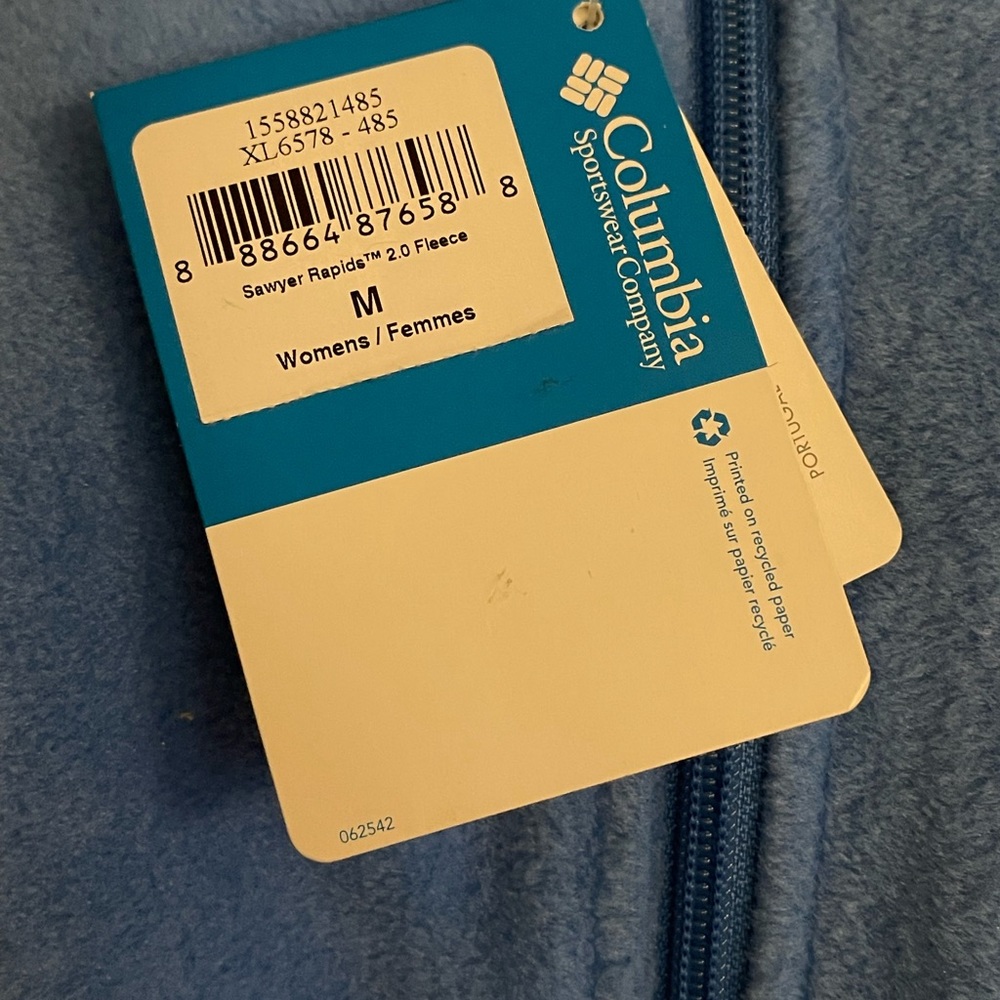 1558821485
XL6578 - 485
8 88664 87658 8
Sawyer Rapids™ 2.0 Fleece
M
Womens / Femmes
Columbia
Sportswear Company
PORTUGAL
Printed on recycled paper
Imprimé sur papier recyclé
062542